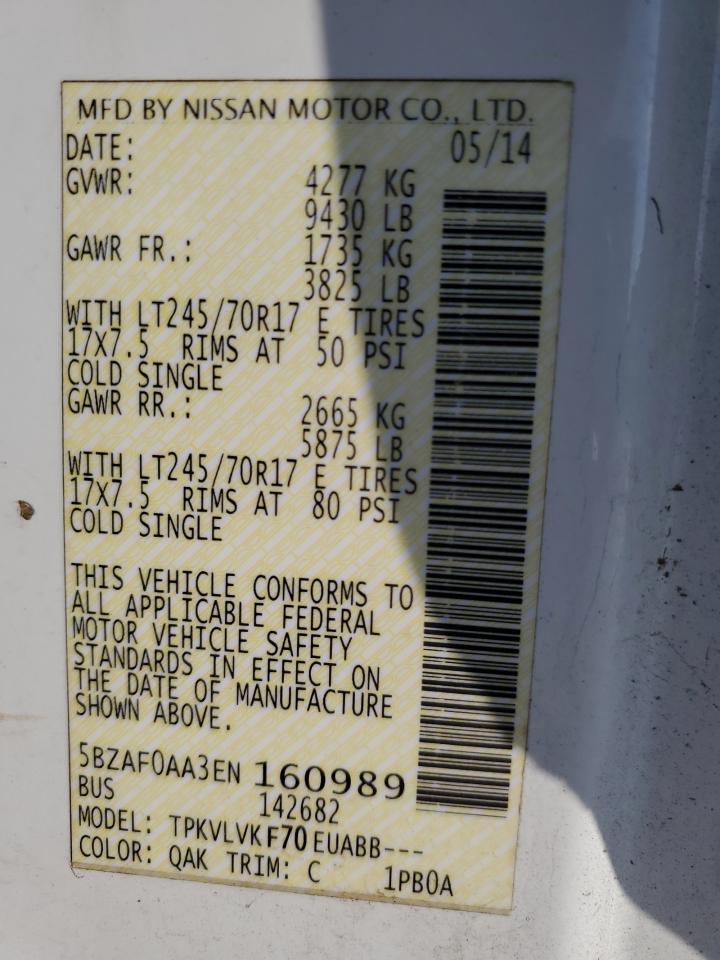 MFD BY NISSAN MOTOR CO., LTD.
DATE: 05/14
GVWR: 4277 KG
9430 LB
GAWR FR.: 1735 KG
3825 LB
WITH LT245/70R17 E TIRES
17X7.5 RIMS AT 50 PSI
COLD SINGLE
GAWR RR.: 2665 KG
5875 LB
WITH LT245/70R17 E TIRES
17X7.5 RIMS AT 80 PSI
COLD SINGLE
THIS VEHICLE CONFORMS TO
ALL APPLICABLE FEDERAL
MOTOR VEHICLE SAFETY
STANDARDS IN EFFECT ON
THE DATE OF MANUFACTURE
SHOWN ABOVE.
5BZAF0AA3EN 160989
BUS 142682
MODEL: TPKVLVKF70EUABB---
COLOR: QAK TRIM: C 1PB0A